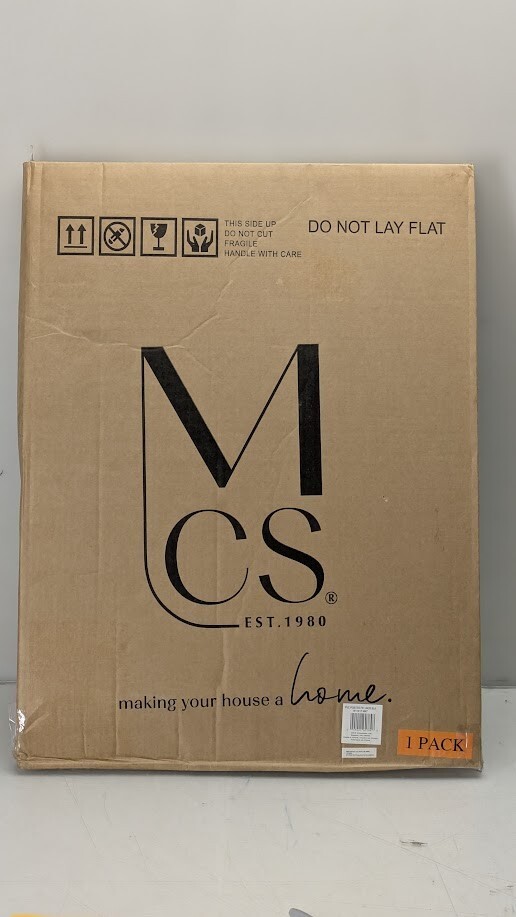 THIS SIDE UP
DO NOT CUT
FRAGILE
HANDLE WITH CARE
DO NOT LAY FLAT
M
CS®
EST.1980
making your house a home.
1 PACK